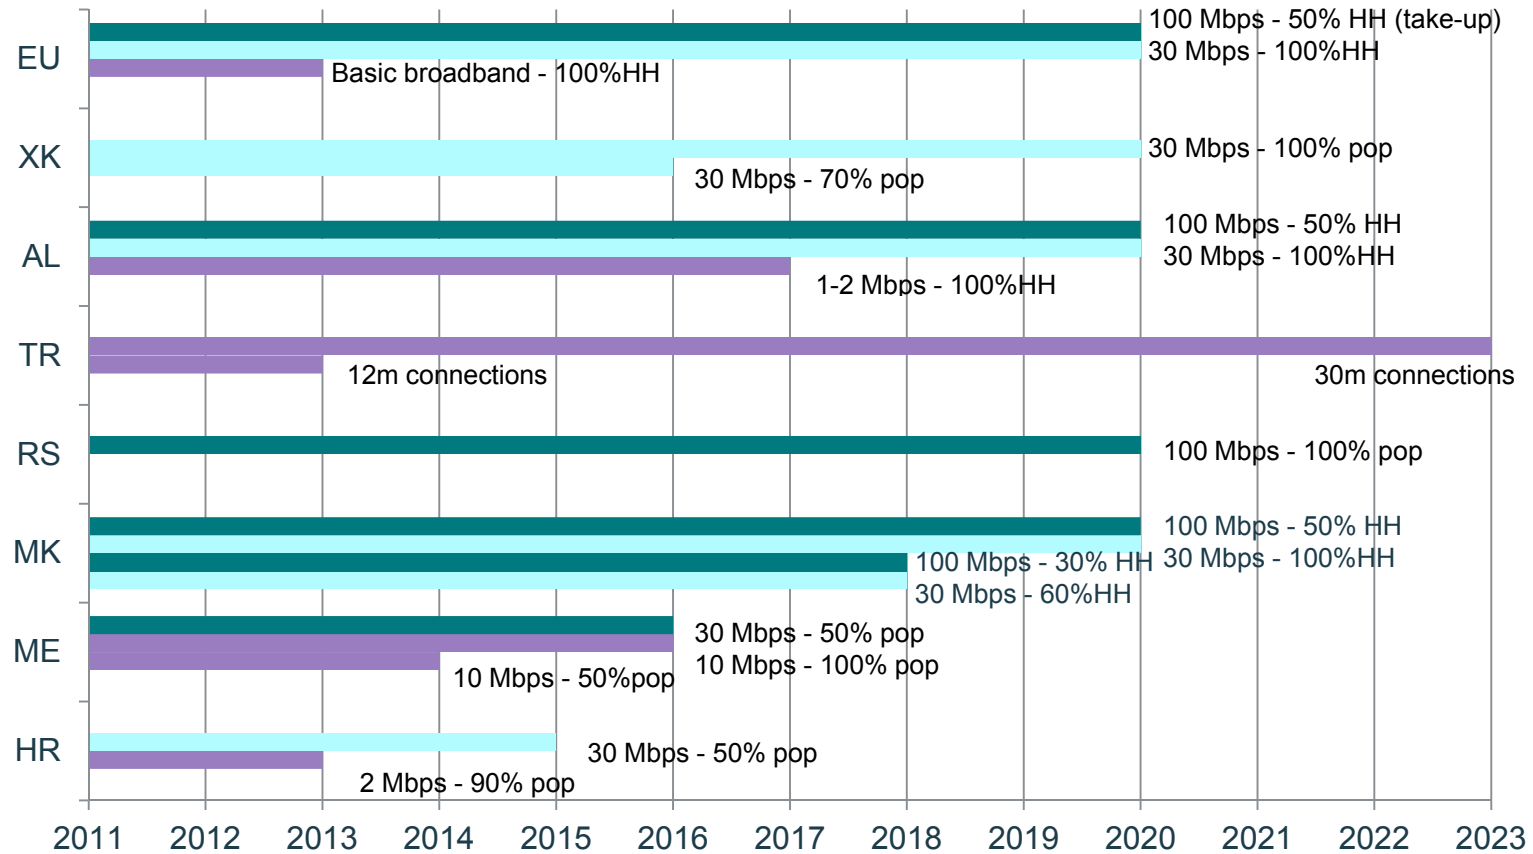 100 Mbps - 50% HH (take-up)
EU
30 Mbps - 100%HH
Basic broadband - 100%HH
XK
30 Mbps - 100% pop
30 Mbps - 70% pop
100 Mbps - 50% HH
AL
30 Mbps - 100%HH
1-2 Mbps - 100%HH
TR
12m connections
30m connections
RS
100 Mbps - 100% pop
100 Mbps - 50% HH
MK
100 Mbps - 30% HH
30 Mbps - 100%HH
30 Mbps - 60%HH
30 Mbps - 50% pop
ME
10 Mbps - 100% pop
10 Mbps - 50%pop
HR
30 Mbps - 50% pop
2 Mbps - 90% pop
2011 2012 2013 2014 2015 2016 2017 2018 2019 2020 2021 2022 2023